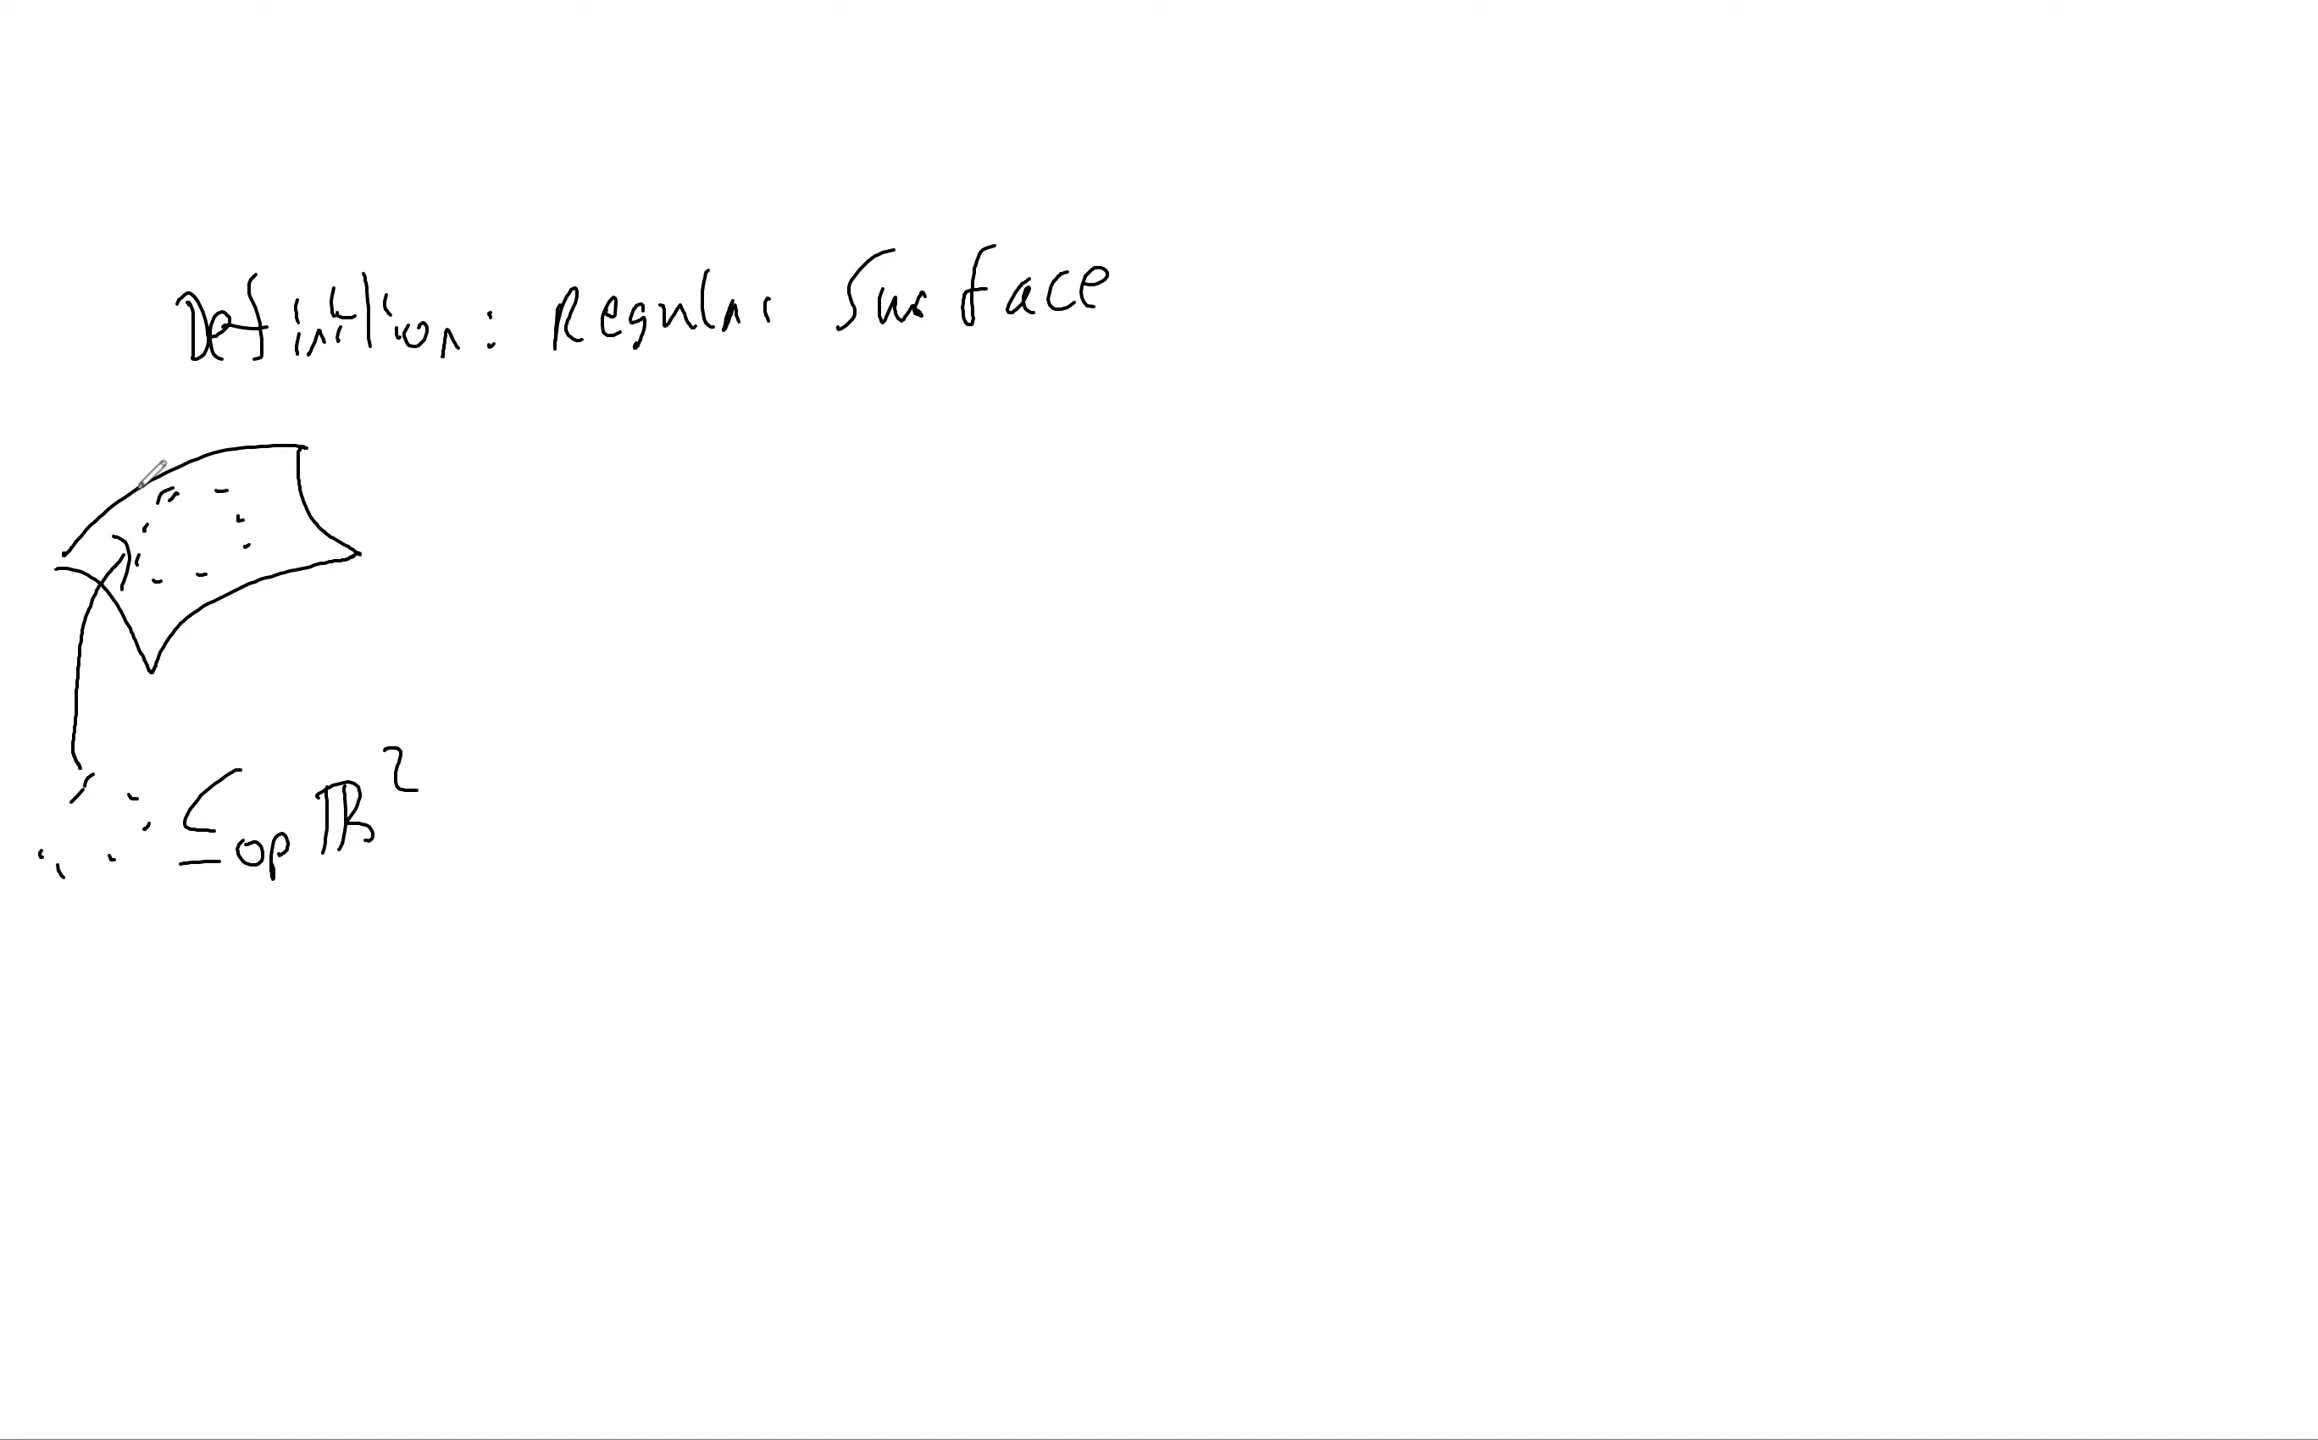 Definition: Regular Surface
⊆op ℝ²